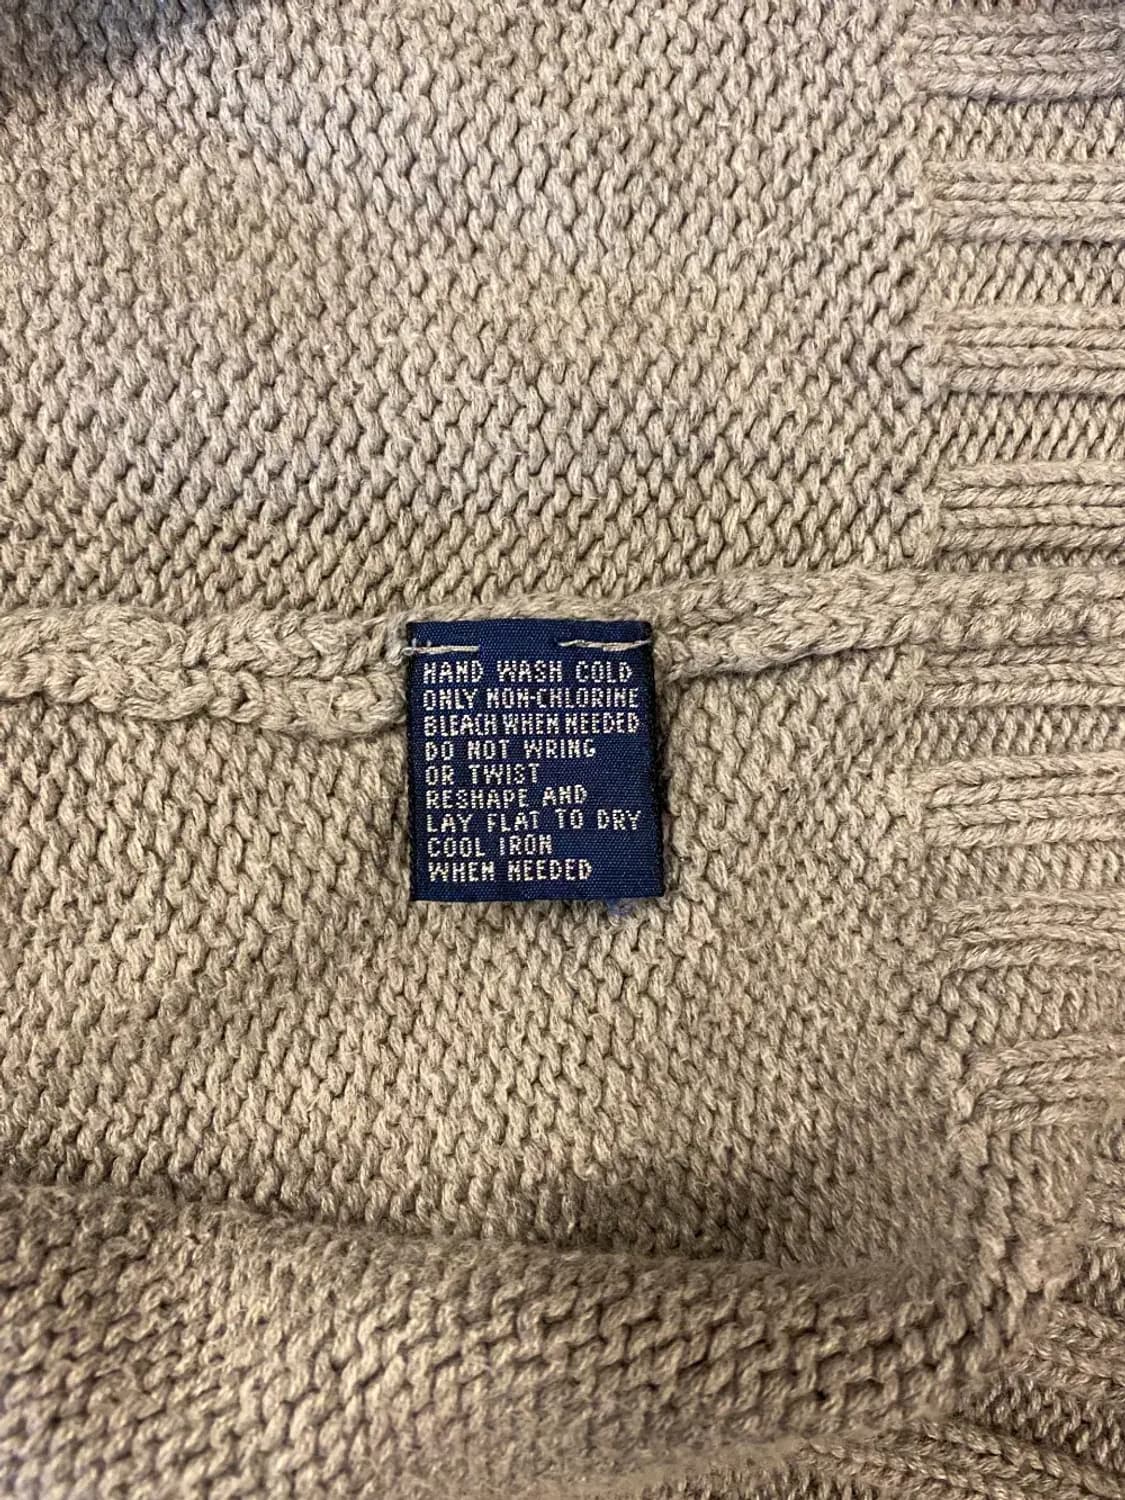 HAND WASH COLD
ONLY NON-CHLORINE
BLEACH WHEN NEEDED
DO NOT WRING
OR TWIST
RESHAPE AND
LAY FLAT TO DRY
COOL IRON
WHEN NEEDED